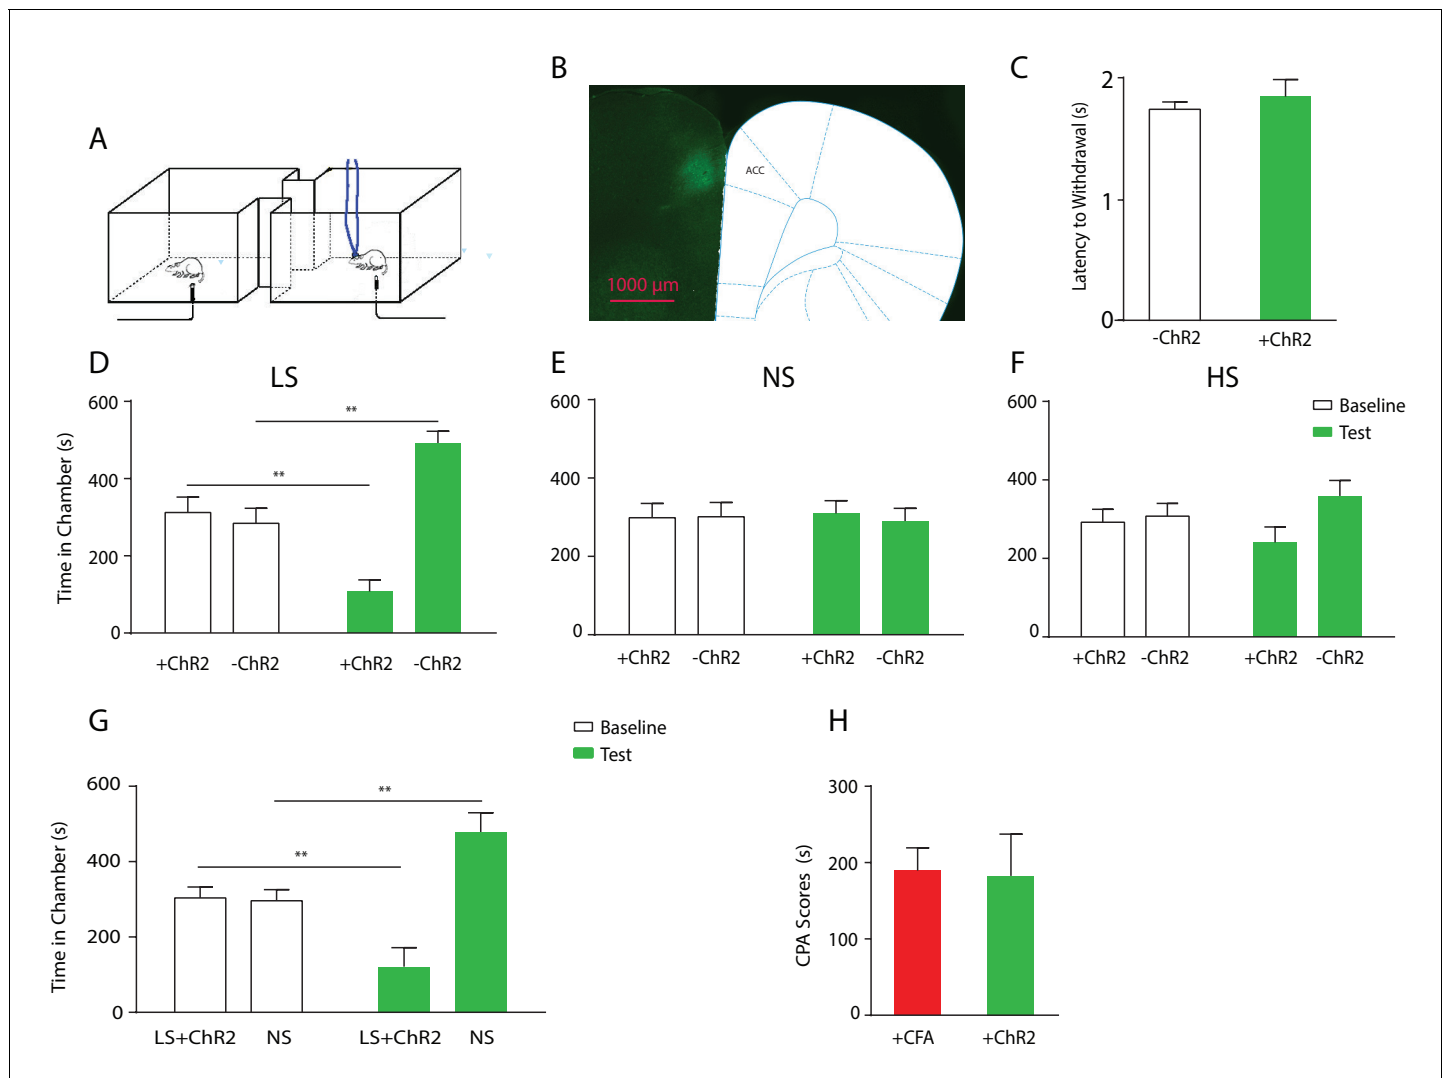 A
B
ACC
1000 µm
C
Latency to Withdrawal (s)
2
1
0
-ChR2
+ChR2
D
LS
Time in Chamber (s)
600
400
200
0
**
**
+ChR2
-ChR2
+ChR2
-ChR2
E
NS
600
400
200
0
+ChR2
-ChR2
+ChR2
-ChR2
F
HS
Baseline
Test
600
400
200
0
+ChR2
-ChR2
+ChR2
-ChR2
G
Baseline
Test
Time in Chamber (s)
600
400
200
0
**
**
LS+ChR2
NS
LS+ChR2
NS
H
CPA Scores (s)
300
200
100
0
+CFA
+ChR2